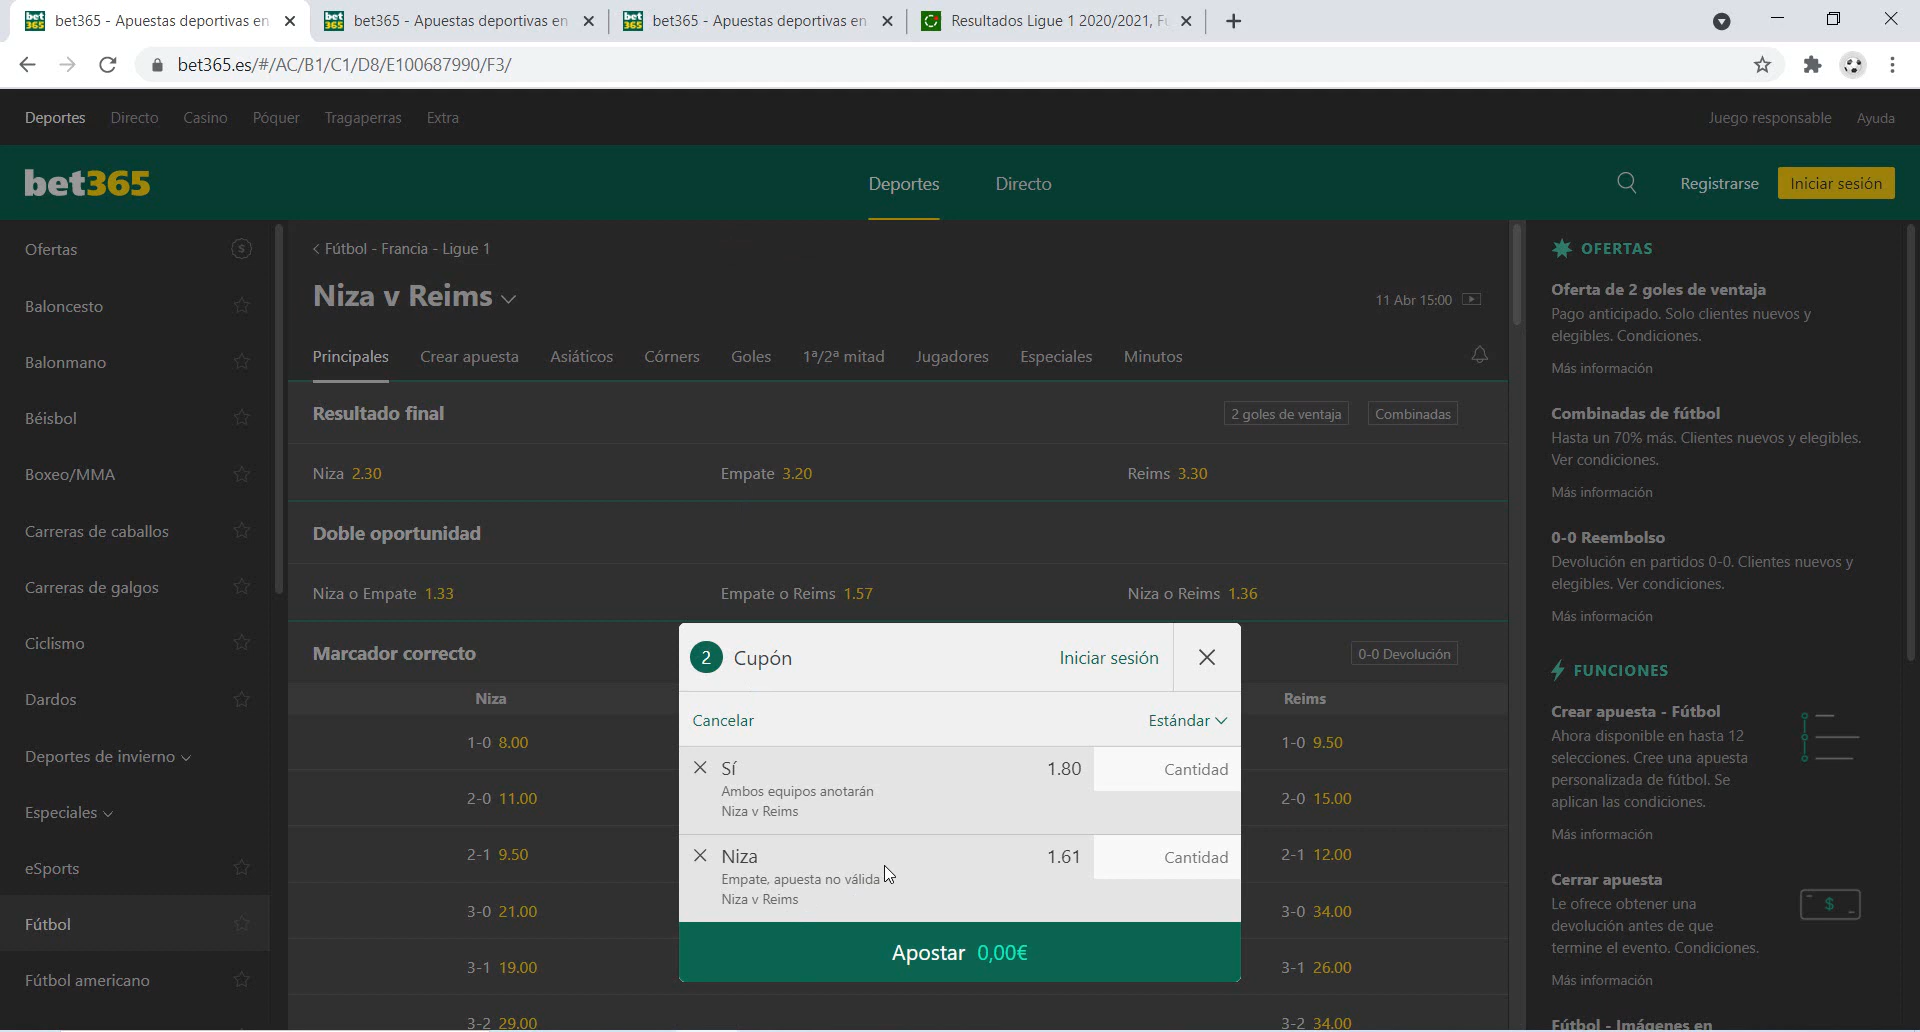 bet365 - Apuestas deportivas en
bet365 - Apuestas deportivas en
bet365 - Apuestas deportivas en
Resultados Ligue 1 2020/2021, Fu
bet365.es/#/AC/B1/C1/D8/E100687990/F3/
Deportes Directo Casino Póquer Tragaperras Extra
Juego responsable Ayuda
bet365
Deportes Directo
Registrarse Iniciar sesión
Ofertas
Baloncesto
Balonmano
Béisbol
Boxeo/MMA
Carreras de caballos
Carreras de galgos
Ciclismo
Dardos
Deportes de invierno
Especiales
eSports
Fútbol
Fútbol americano
< Fútbol - Francia - Ligue 1
Niza v Reims
11 Abr 15:00
Principales Crear apuesta Asiáticos Córners Goles 1ª/2ª mitad Jugadores Especiales Minutos
Resultado final
2 goles de ventaja Combinadas
Niza 2.30 Empate 3.20 Reims 3.30
Doble oportunidad
Niza o Empate 1.33 Empate o Reims 1.57 Niza o Reims 1.36
Marcador correcto
0-0 Devolución
Niza Reims
1-0 8.00 1-0 9.50
2-0 11.00 2-0 15.00
2-1 9.50 2-1 12.00
3-0 21.00 3-0 34.00
3-1 19.00 3-1 26.00
3-2 29.00 3-2 34.00
2 Cupón Iniciar sesión
Cancelar Estándar
Sí 1.80 Cantidad
Ambos equipos anotarán
Niza v Reims
Niza 1.61 Cantidad
Empate, apuesta no válida
Niza v Reims
Apostar 0,00€
OFERTAS
Oferta de 2 goles de ventaja
Pago anticipado. Solo clientes nuevos y
elegibles. Condiciones.
Más información
Combinadas de fútbol
Hasta un 70% más. Clientes nuevos y elegibles.
Ver condiciones.
Más información
0-0 Reembolso
Devolución en partidos 0-0. Clientes nuevos y
elegibles. Ver condiciones.
Más información
FUNCIONES
Crear apuesta - Fútbol
Ahora disponible en hasta 12
selecciones. Cree una apuesta
personalizada de fútbol. Se
aplican las condiciones.
Más información
Cerrar apuesta
Le ofrece obtener una
devolución antes de que
termine el evento. Condiciones.
Más información
Fútbol - Imágenes en